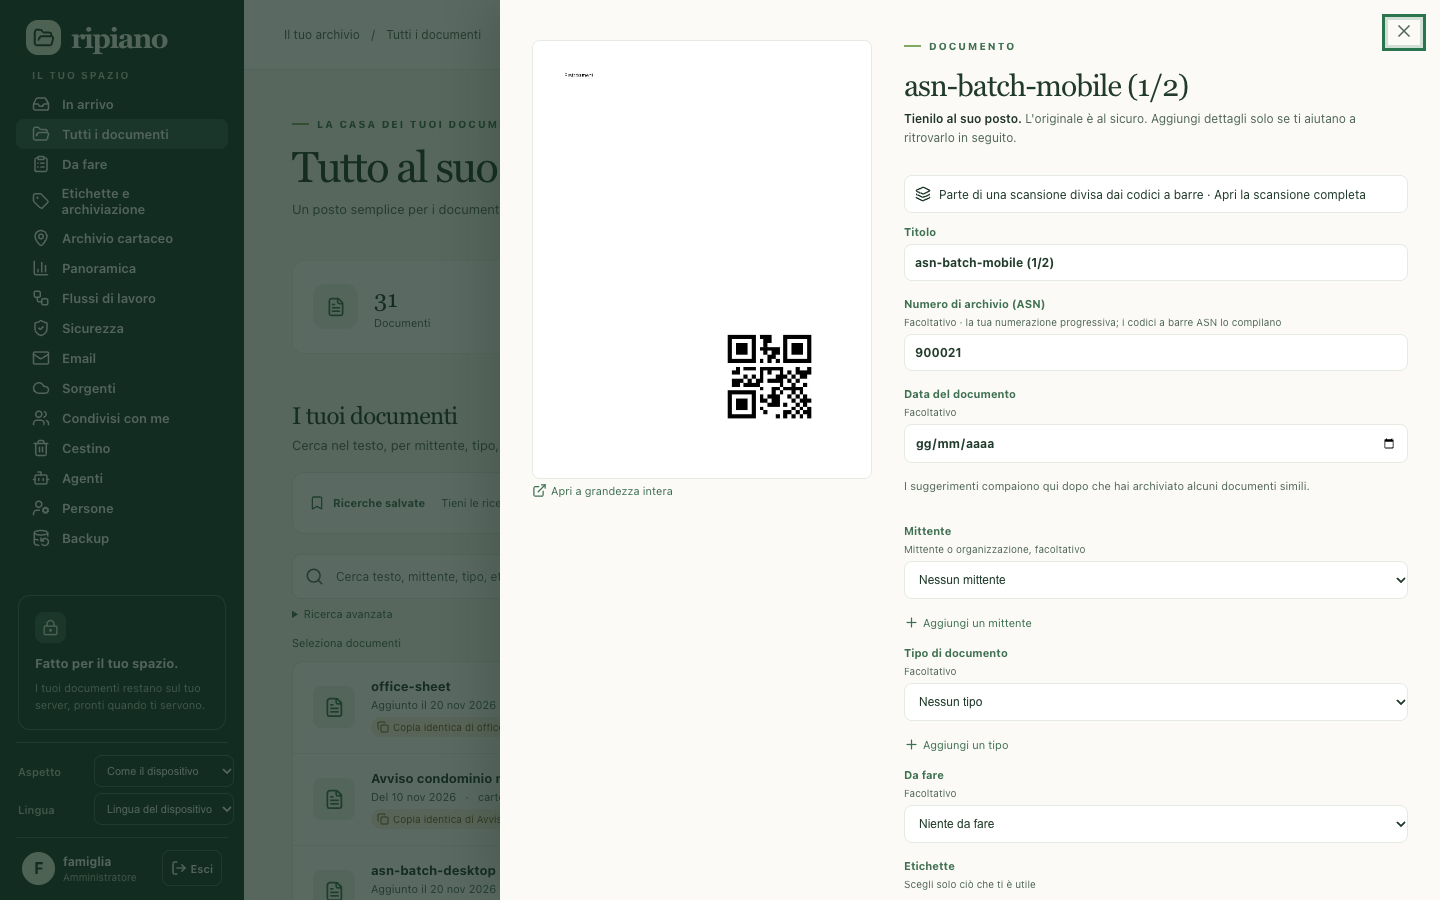 ripiano
IL TUO SPAZIO
In arrivo
Tutti i documenti
Da fare
Etichette e
archiviazione
Archivio cartaceo
Panoramica
Flussi di lavoro
Sicurezza
Email
Sorgenti
Condivisi con me
Cestino
Agenti
Persone
Backup
Fatto per il tuo spazio.
I tuoi documenti restano sul tuo
server, pronti quando ti servono.
Aspetto
Come il dispositivo
Lingua
Lingua del dispositivo
F
famiglia
Amministratore
Esci
Il tuo archivio / Tutti i documenti
LA CASA DEI TUOI DOCUM
Tutto al suo
Un posto semplice per i document
31
Documenti
I tuoi documenti
Cerca nel testo, per mittente, tipo,
Ricerche salvate Tieni le rice
Cerca testo, mittente, tipo, et
Ricerca avanzata
Seleziona documenti
office-sheet
Aggiunto il 20 nov 2026
Copia identica di office
Avviso condominio r
Del 10 nov 2026 · carte
Copia identica di Avvis
asn-batch-desktop
Aggiunto il 20 nov 2026
Apri a grandezza intera
DOCUMENTO
asn-batch-mobile (1/2)
Tienilo al suo posto. L'originale è al sicuro. Aggiungi dettagli solo se ti aiutano a
ritrovarlo in seguito.
Parte di una scansione divisa dai codici a barre · Apri la scansione completa
Titolo
asn-batch-mobile (1/2)
Numero di archivio (ASN)
Facoltativo · la tua numerazione progressiva; i codici a barre ASN lo compilano
900021
Data del documento
Facoltativo
gg/mm/aaaa
I suggerimenti compaiono qui dopo che hai archiviato alcuni documenti simili.
Mittente
Mittente o organizzazione, facoltativo
Nessun mittente
Aggiungi un mittente
Tipo di documento
Facoltativo
Nessun tipo
Aggiungi un tipo
Da fare
Facoltativo
Niente da fare
Etichette
Scegli solo ciò che ti è utile